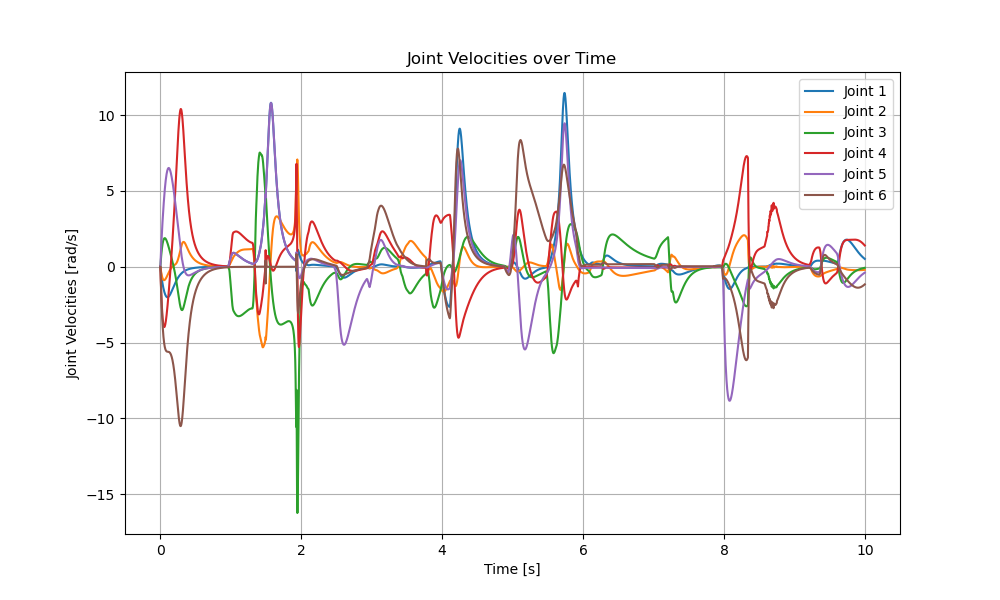 Joint Velocities over Time
Joint Velocities [rad/s]
10
5
0
−5
−10
−15
0
2
4
6
8
10
Time [s]
Joint 1
Joint 2
Joint 3
Joint 4
Joint 5
Joint 6